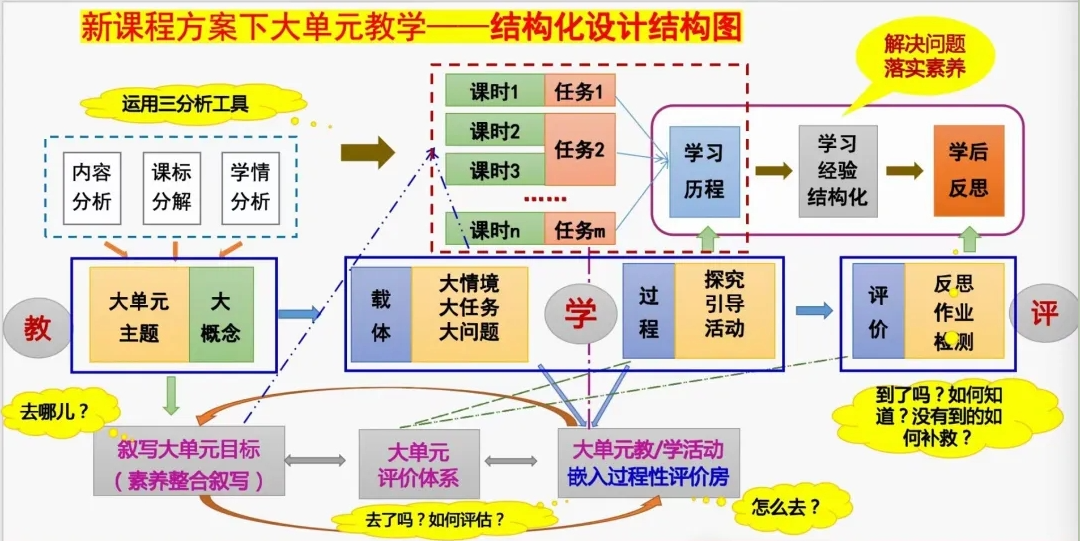 新课程方案下大单元教学——结构化设计结构图
解决问题
落实素养
运用三分析工具
内容
分析
课标
分解
学情
分析
课时1
任务1
课时2
课时3
任务2
……
课时n
任务m
学习
历程
学习
经验
结构化
学后
反思
教
大单元
主题
大
概念
载
体
大情境
大任务
大问题
学
过
程
探究
引导
活动
评
价
反思
作业
检测
评
去哪儿？
到了吗？如何知
道？没有到的如
何补救？
叙写大单元目标
（素养整合叙写）
大单元
评价体系
大单元教/学活动
嵌入过程性评价房
去了吗？如何评估？
怎么去？